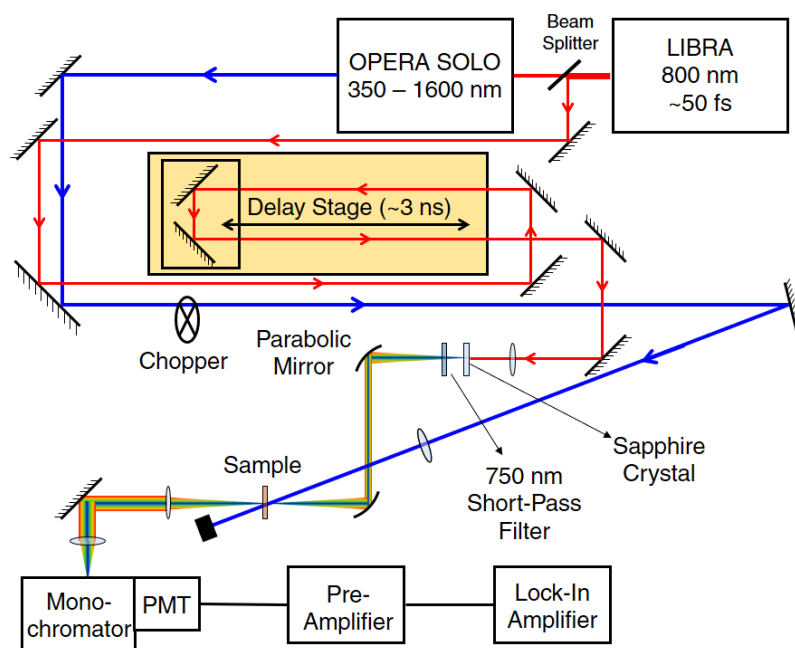 Beam
Splitter
OPERA SOLO
350 – 1600 nm
LIBRA
800 nm
~50 fs
Delay Stage (~3 ns)
Chopper
Parabolic
Mirror
Sapphire
Crystal
750 nm
Short-Pass
Filter
Sample
Mono-
chromator
PMT
Pre-
Amplifier
Lock-In
Amplifier